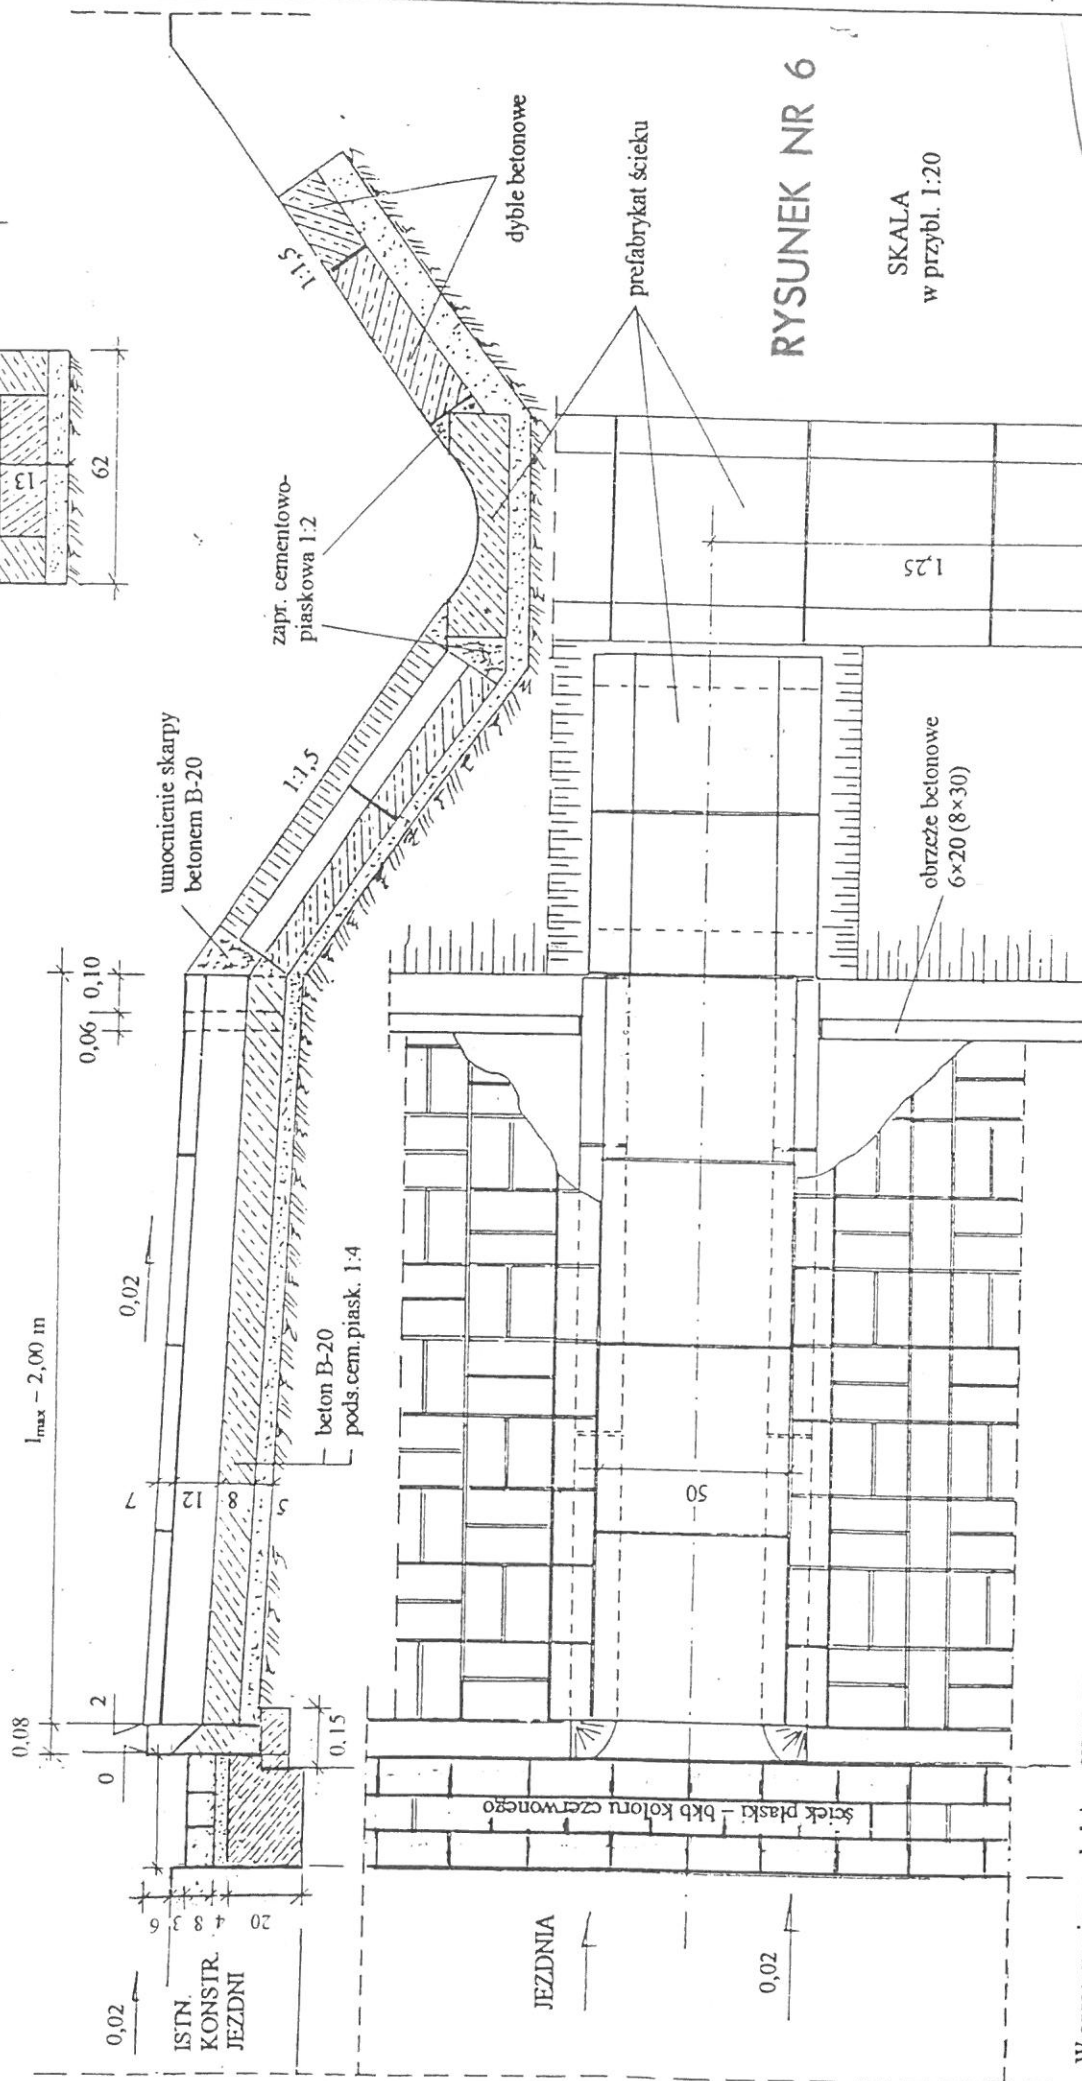 13
62
dyble betonowe
1:1,5
RYSUNEK NR 6
SKALA
w przybl. 1:20
prefabrykat ścieku
zapr. cementowo-
piaskowa 1:2
umocnienie skarpy
betonem B-20
1:1,5
0,06
0,10
lmax – 2,00 m
0,02
7
12
8
5
beton B-20
pods.cem.piask. 1:4
0,08
2
0
0,15
6
3
8
4
20
0,02
ISTN.
KONSTR.
JEZDNI
1,25
obrzeże betonowe
6×20 (8×30)
50
ściek płaski – bkb koloru czerwonego
JEZDNIA
0,02